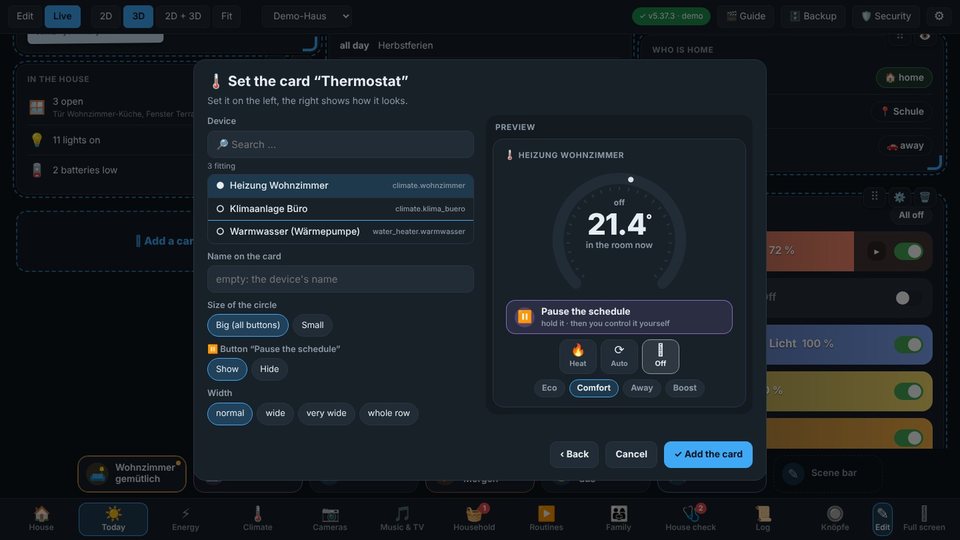 Edit Live 2D 3D 2D + 3D Fit Demo-Haus ✓ v5.37.3 · demo Guide Backup Security
all day Herbstferien
IN THE HOUSE
3 open
Tür Wohnzimmer-Küche, Fenster Terra
11 lights on
2 batteries low
Add a car
WHO IS HOME
home
Schule
away
All off
72 %
Off
Licht 100 %
%
Set the card “Thermostat”
Set it on the left, the right shows how it looks.
Device
Search ...
3 fitting
Heizung Wohnzimmer climate.wohnzimmer
Klimaanlage Büro climate.klima_buero
Warmwasser (Wärmepumpe) water_heater.warmwasser
Name on the card
empty: the device's name
Size of the circle
Big (all buttons) Small
Button “Pause the schedule”
Show Hide
Width
normal wide very wide whole row
PREVIEW
HEIZUNG WOHNZIMMER
off
21.4°
in the room now
Pause the schedule
hold it · then you control it yourself
Heat Auto Off
Eco Comfort Away Boost
‹ Back Cancel ✓ Add the card
Wohnzimmer
gemütlich
Scene bar
House Today Energy Climate Cameras Music & TV Household 1 Routines Family House check 2 Log Knöpfe Edit Full screen